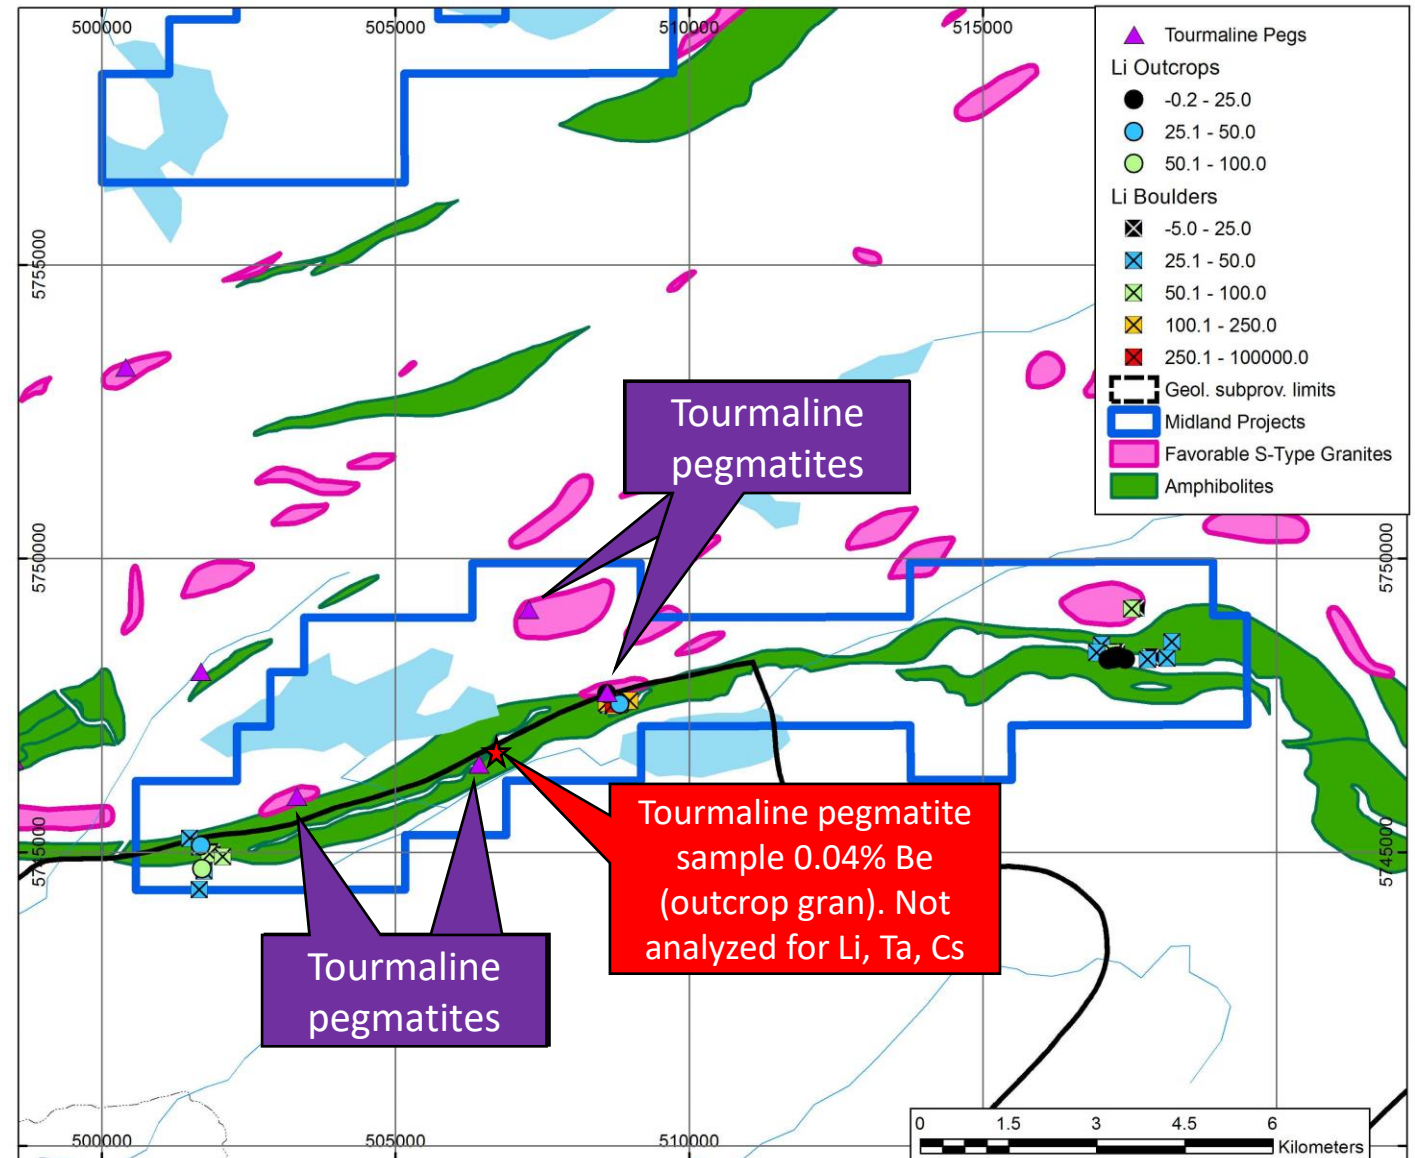 500000
505000
510000
515000
Tourmaline Pegs
Li Outcrops
-0.2 - 25.0
25.1 - 50.0
50.1 - 100.0
Li Boulders
-5.0 - 25.0
25.1 - 50.0
50.1 - 100.0
100.1 - 250.0
250.1 - 100000.0
Geol. subprov. limits
Midland Projects
Favorable S-Type Granites
Amphibolites
5755000
Tourmaline
pegmatites
5750000
5750000
Tourmaline pegmatite
sample 0.04% Be
(outcrop gran). Not
analyzed for Li, Ta, Cs
5745000
5745000
Tourmaline
pegmatites
500000
505000
510000
0
1.5
3
4.5
6
Kilometers